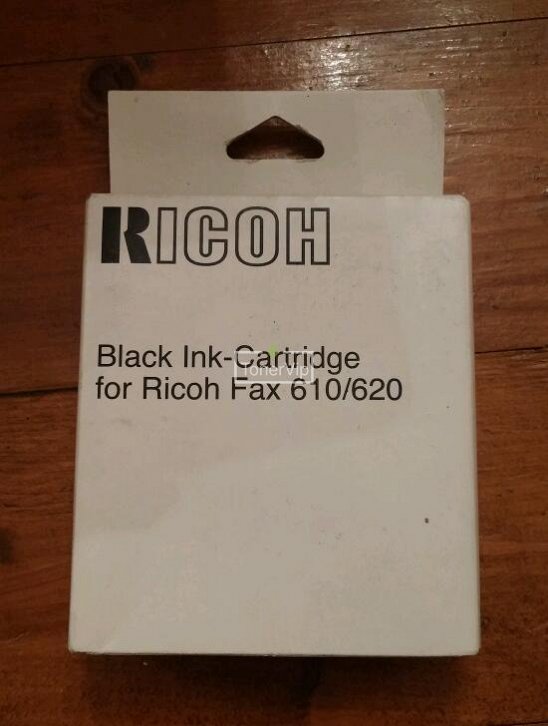 RICOH
Black Ink-Cartridge
for Ricoh Fax 610/620
TonerVip